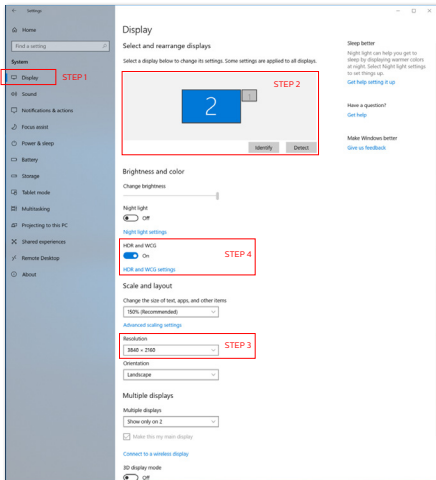 Settings
Home
Find a setting
System
Display
STEP 1
Sound
Notifications & actions
Focus assist
Power & sleep
Battery
Storage
Tablet mode
Multitasking
Projecting to this PC
Shared experiences
Remote Desktop
About
Display
Select and rearrange displays
Select a display below to change its settings. Some settings are applied to all displays.
STEP 2
2
1
Identify
Detect
Brightness and color
Change brightness
Night light
Off
Night light settings
HDR and WCG
On
STEP 4
HDR and WCG settings
Scale and layout
Change the size of text, apps, and other items
150% (Recommended)
Advanced scaling settings
Resolution
3840 × 2160
STEP 3
Orientation
Landscape
Multiple displays
Multiple displays
Show only on 2
Make this my main display
Connect to a wireless display
3D display mode
Off
Sleep better
Night light can help you get to
sleep by displaying warmer colors
at night. Select Night light settings
to set things up.
Get help setting it up
Have a question?
Get help
Make Windows better
Give us feedback